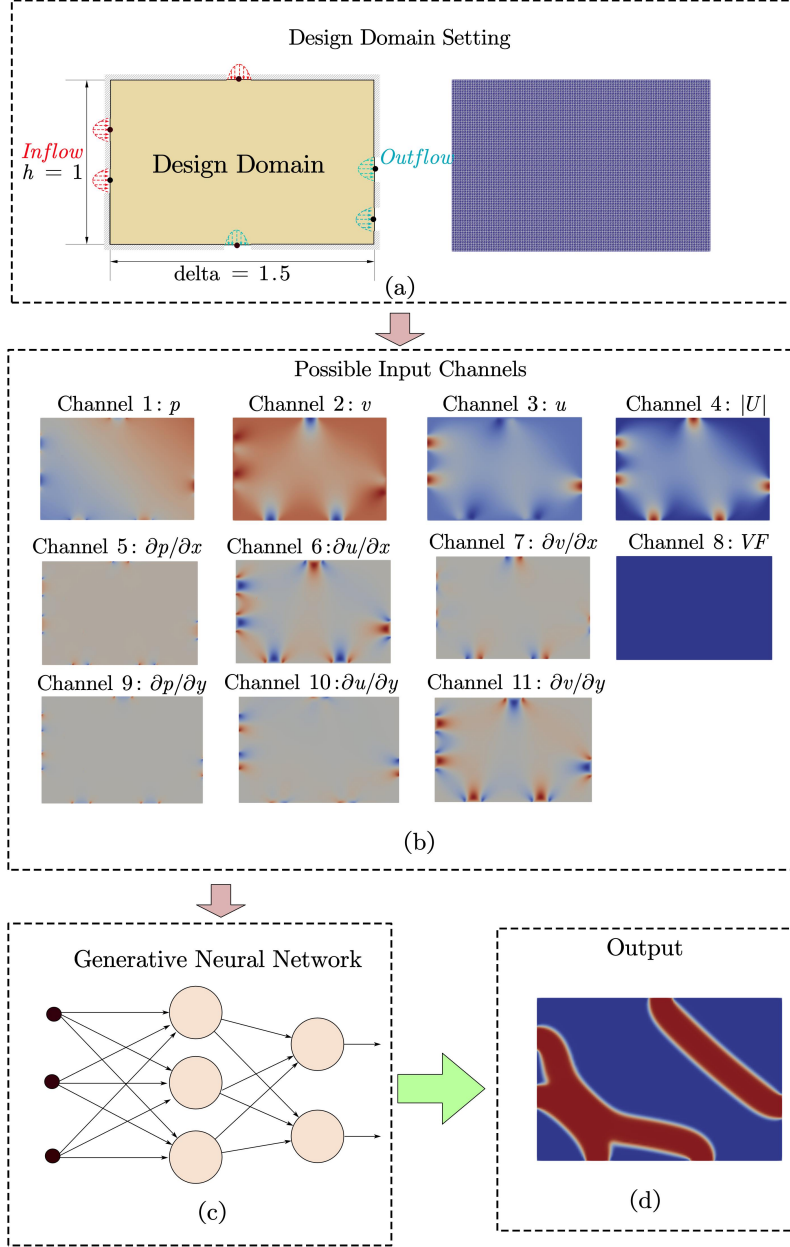 Design Domain Setting
Inflow
h = 1
Design Domain
Outflow
delta = 1.5
(a)
Possible Input Channels
Channel 1: p
Channel 2: v
Channel 3: u
Channel 4: |U|
Channel 5: ∂p/∂x
Channel 6:∂u/∂x
Channel 7: ∂v/∂x
Channel 8: VF
Channel 9: ∂p/∂y
Channel 10:∂u/∂y
Channel 11: ∂v/∂y
(b)
Generative Neural Network
(c)
Output
(d)